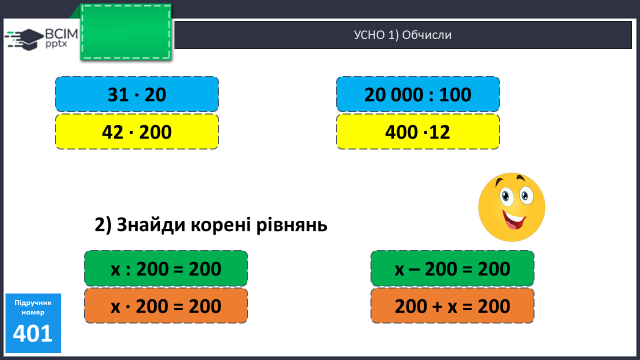 ВСІМ
pptx
УСНО 1) Обчисли
31 · 20
20 000 : 100
42 · 200
400 ·12
2) Знайди корені рівнянь
х : 200 = 200
х – 200 = 200
х · 200 = 200
200 + х = 200
Підручник
номер
401